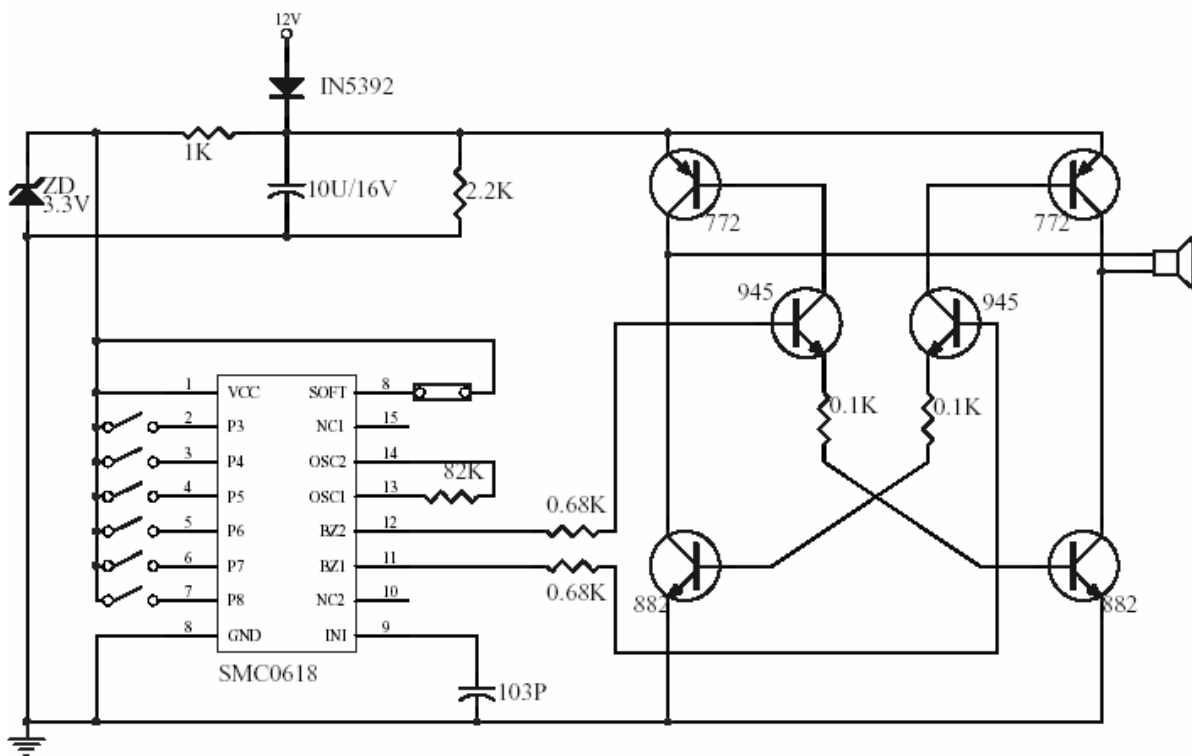 12V
IN5392
1K
ZD
3.3V
10U/16V
2.2K
772
772
945
945
0.1K
0.1K
1 VCC SOFT 8
2 P3 NC1 15
3 P4 OSC2 14
82K
4 P5 OSC1 13
5 P6 BZ2 12
0.68K
6 P7 BZ1 11
0.68K
7 P8 NC2 10
8 GND INI 9
882
882
SMC0618
103P